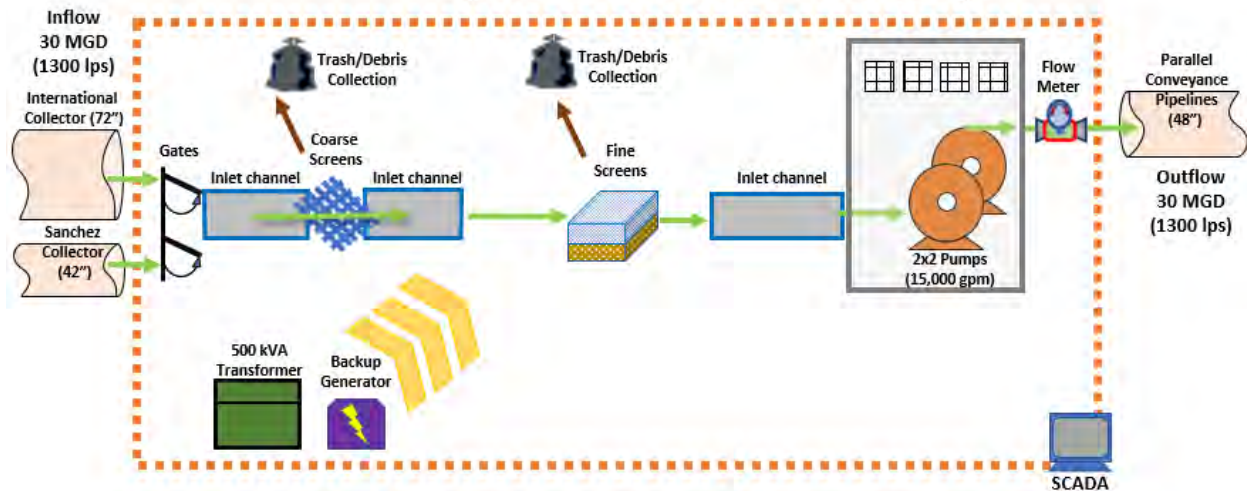 Inflow
30 MGD
(1300 lps)
International
Collector (72")
Gates
Sanchez
Collector
(42")
Trash/Debris
Collection
Coarse
Screens
Inlet channel
Inlet channel
Trash/Debris
Collection
Fine
Screens
Inlet channel
2x2 Pumps
(15,000 gpm)
Flow
Meter
Parallel
Conveyance
Pipelines
(48")
Outflow
30 MGD
(1300 lps)
500 kVA
Transformer
Backup
Generator
SCADA